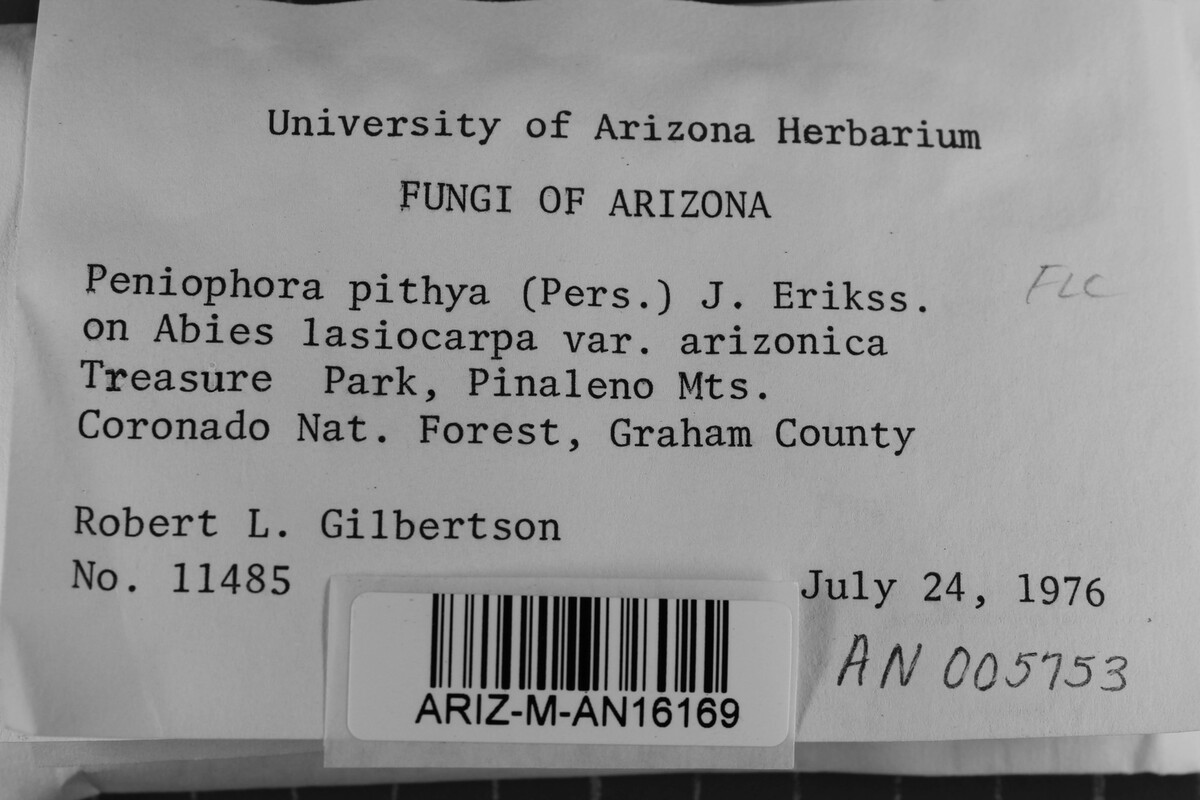 University of Arizona Herbarium
FUNGI OF ARIZONA
Peniophora pithya (Pers.) J. Erikss.
FLC
on Abies lasiocarpa var. arizonica
Treasure Park, Pinaleno Mts.
Coronado Nat. Forest, Graham County
Robert L. Gilbertson
No. 11485
July 24, 1976
AN 005753
ARIZ-M-AN16169